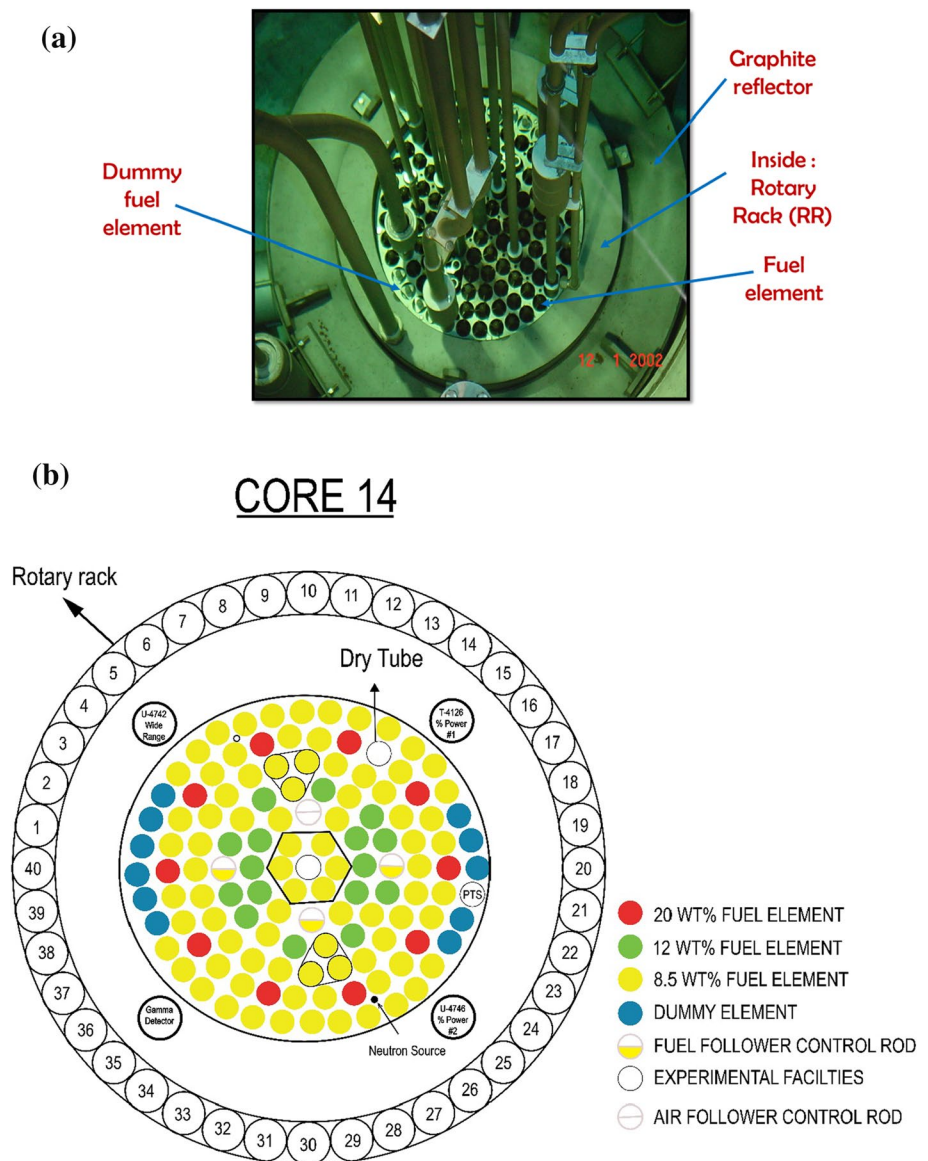 (a)
Graphite
reflector
Dummy
fuel
element
Inside :
Rotary
Rack (RR)
Fuel
element
12 1 2002
(b)
CORE 14
Rotary rack
Dry Tube
U-4742
Wide
Range
T-4126
% Power
#1
1
2
3
4
5
6
7
8
9
10
11
12
13
14
15
16
17
18
19
20
21
22
23
24
25
26
27
28
29
30
31
32
33
34
35
36
37
38
39
40
PTS
Gamma
Detector
U-4746
% Power
#2
Neutron Source
20 WT% FUEL ELEMENT
12 WT% FUEL ELEMENT
8.5 WT% FUEL ELEMENT
DUMMY ELEMENT
FUEL FOLLOWER CONTROL ROD
EXPERIMENTAL FACILTIES
AIR FOLLOWER CONTROL ROD